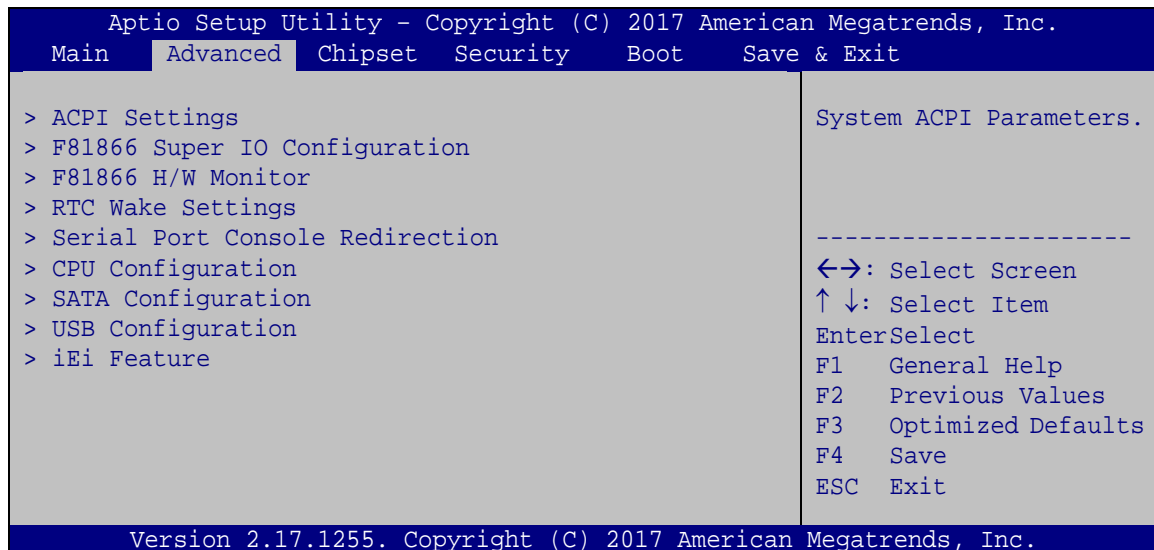 Aptio Setup Utility – Copyright (C) 2017 American Megatrends, Inc.
Main Advanced Chipset Security Boot Save & Exit
> ACPI Settings
> F81866 Super IO Configuration
> F81866 H/W Monitor
> RTC Wake Settings
> Serial Port Console Redirection
> CPU Configuration
> SATA Configuration
> USB Configuration
> iEi Feature
System ACPI Parameters.
----------------------
←→: Select Screen
↑ ↓: Select Item
EnterSelect
F1 General Help
F2 Previous Values
F3 Optimized Defaults
F4 Save
ESC Exit
Version 2.17.1255. Copyright (C) 2017 American Megatrends, Inc.